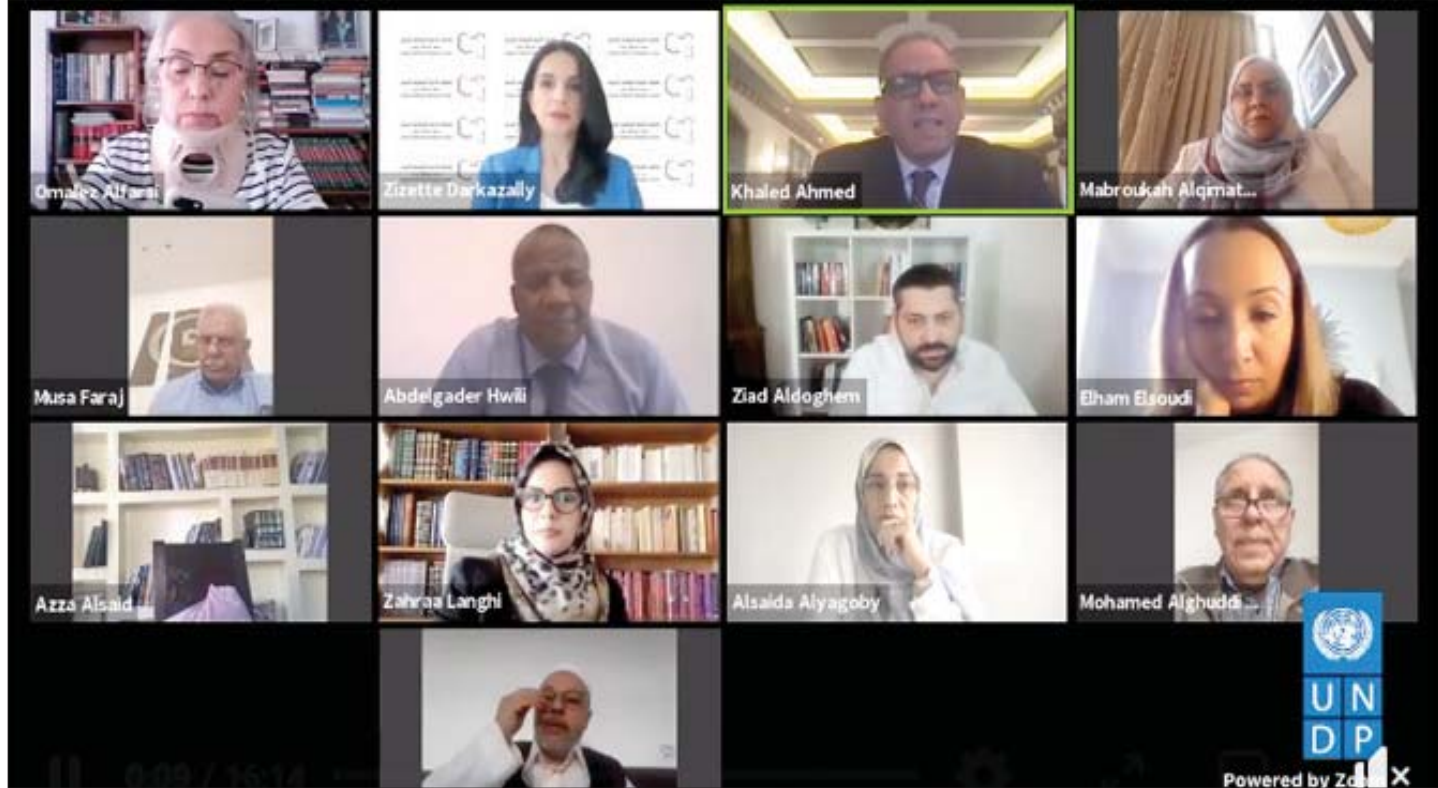 Omalez Alfarsi
Zizette Darkazally
Khaled Ahmed
Mabroukah Alqimat...
Musa Faraj
Abdelgader Hwili
Ziad Aldoghem
Elham Elsoudi
Azza Alsaid ...
Zahraa Langhi
Alsaida Alyagoby
Mohamed Alghuddi ...
U N
D P
0:09 / 16:14
Powered by Zoom